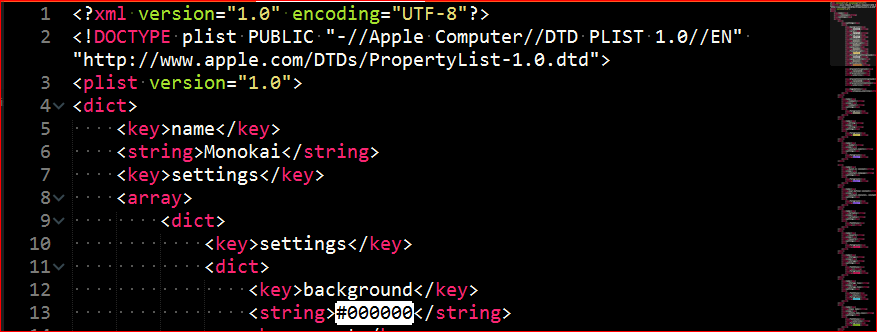 1 <?xml version="1.0" encoding="UTF-8"?>
2 <!DOCTYPE plist PUBLIC "-//Apple Computer//DTD PLIST 1.0//EN"
"http://www.apple.com/DTDs/PropertyList-1.0.dtd">
3 <plist version="1.0">
4 <dict>
5 <key>name</key>
6 <string>Monokai</string>
7 <key>settings</key>
8 <array>
9 <dict>
10 <key>settings</key>
11 <dict>
12 <key>background</key>
13 <string>#000000</string>